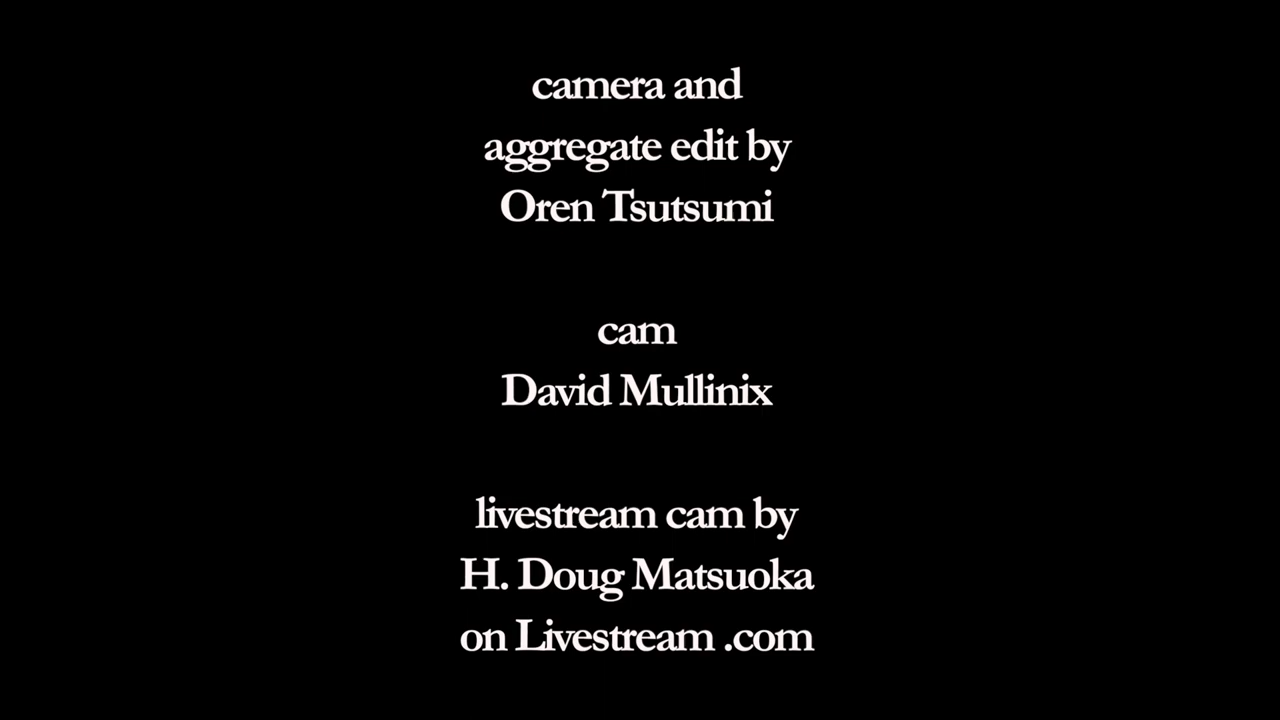 camera and
aggregate edit by
Oren Tsutsumi
cam
David Mullinix
livestream cam by
H. Doug Matsuoka
on Livestream .com